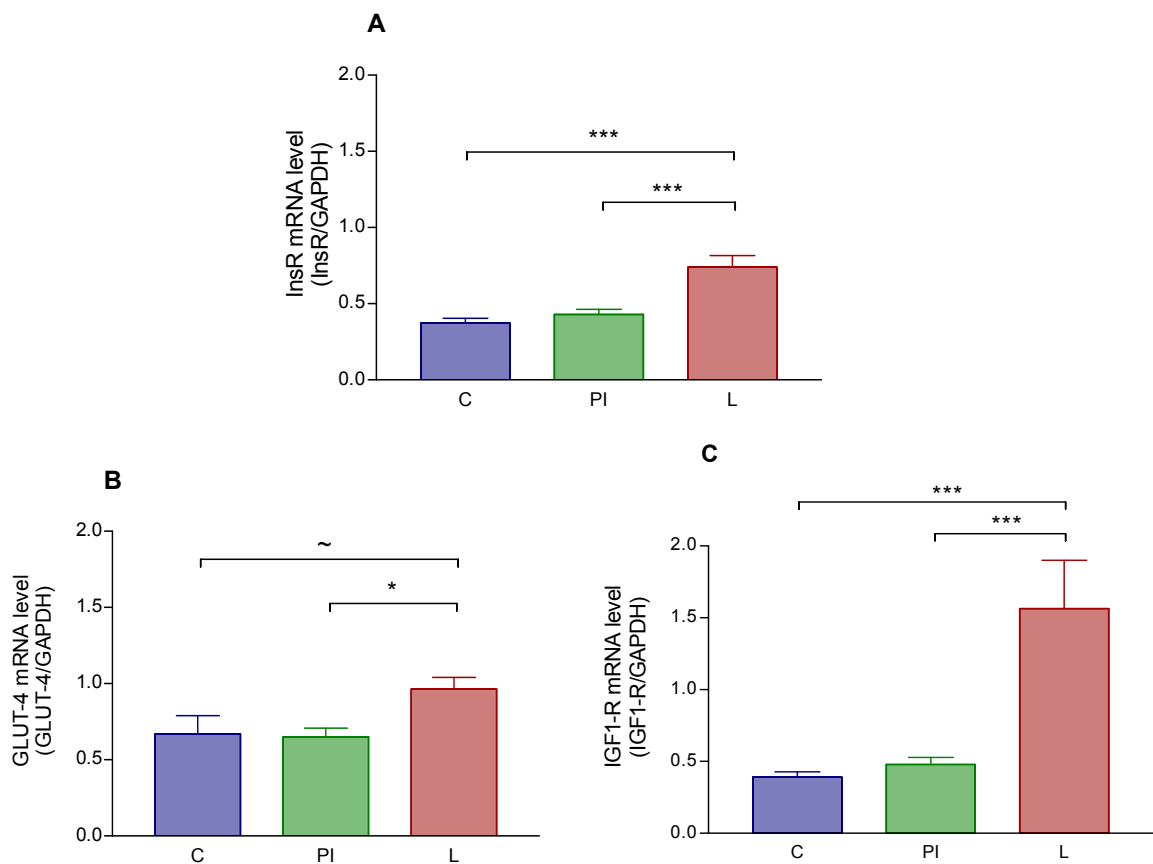 A
InsR mRNA level
(InsR/GAPDH)
2.0
1.5
1.0
0.5
0.0
***
***
C PI L
B
GLUT-4 mRNA level
(GLUT-4/GAPDH)
2.0
1.5
1.0
0.5
0.0
~
*
C PI L
C
IGF1-R mRNA level
(IGF1-R/GAPDH)
2.0
1.5
1.0
0.5
0.0
***
***
C PI L